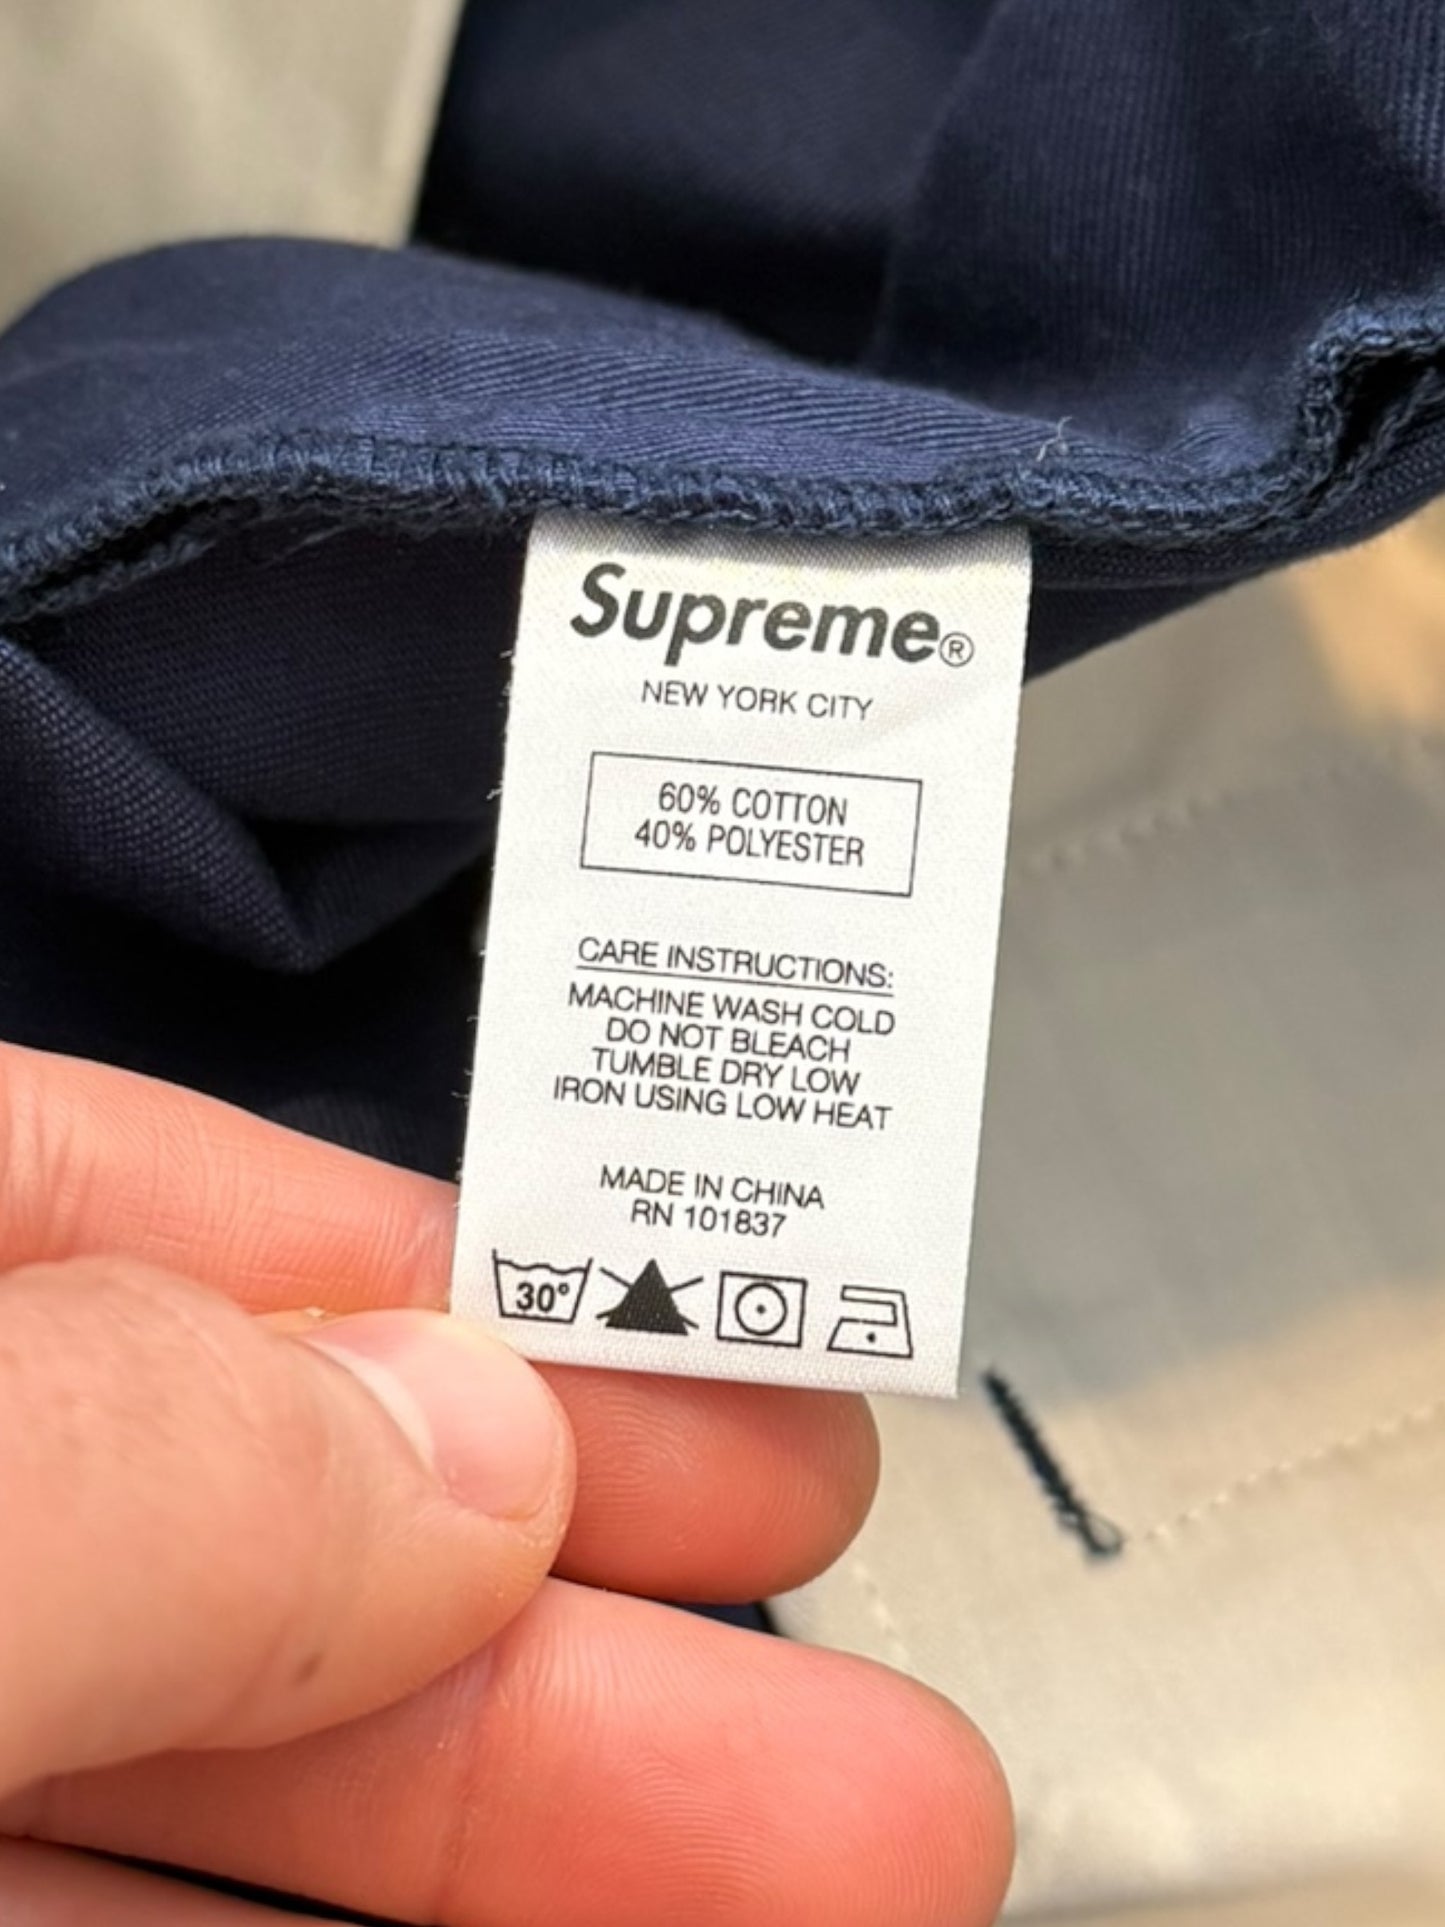 Supreme®
NEW YORK CITY
60% COTTON
40% POLYESTER
CARE INSTRUCTIONS:
MACHINE WASH COLD
DO NOT BLEACH
TUMBLE DRY LOW
IRON USING LOW HEAT
MADE IN CHINA
RN 101837
30°